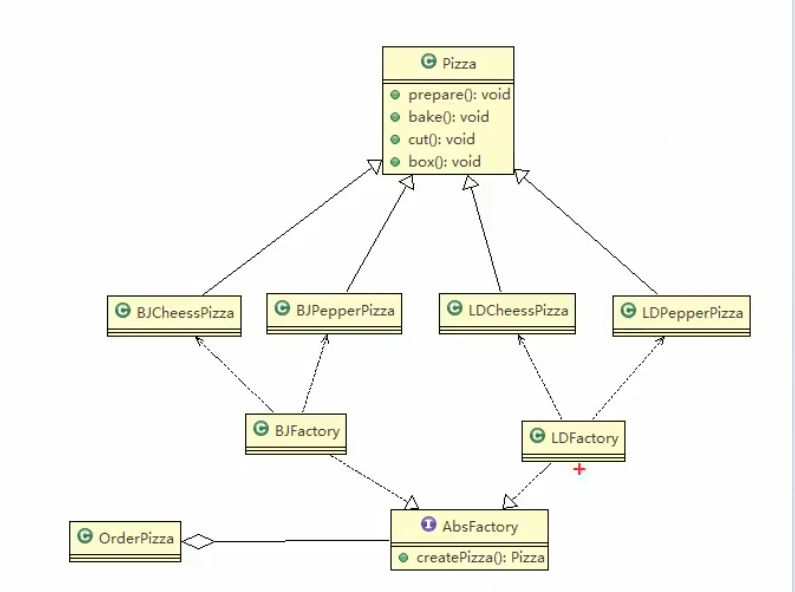 Pizza
prepare(): void
bake(): void
cut(): void
box(): void
BJCheessPizza
BJPepperPizza
LDCheessPizza
LDPepperPizza
BJFactory
LDFactory
OrderPizza
AbsFactory
createPizza(): Pizza